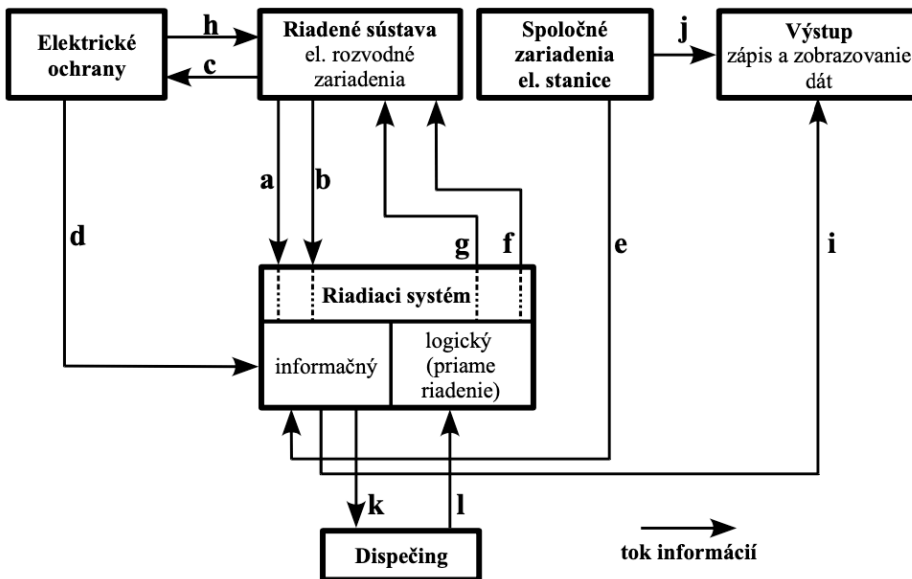 Elektrické
ochrany
h
c
Riadené sústava
el. rozvodné
zariadenia
Spoločné
zariadenia
el. stanice
j
Výstup
zápis a zobrazovanie
dát
a
b
d
g
f
e
i
Riadiaci systém
informačný
logický
(priame
riadenie)
k
l
Dispečing
tok informácií